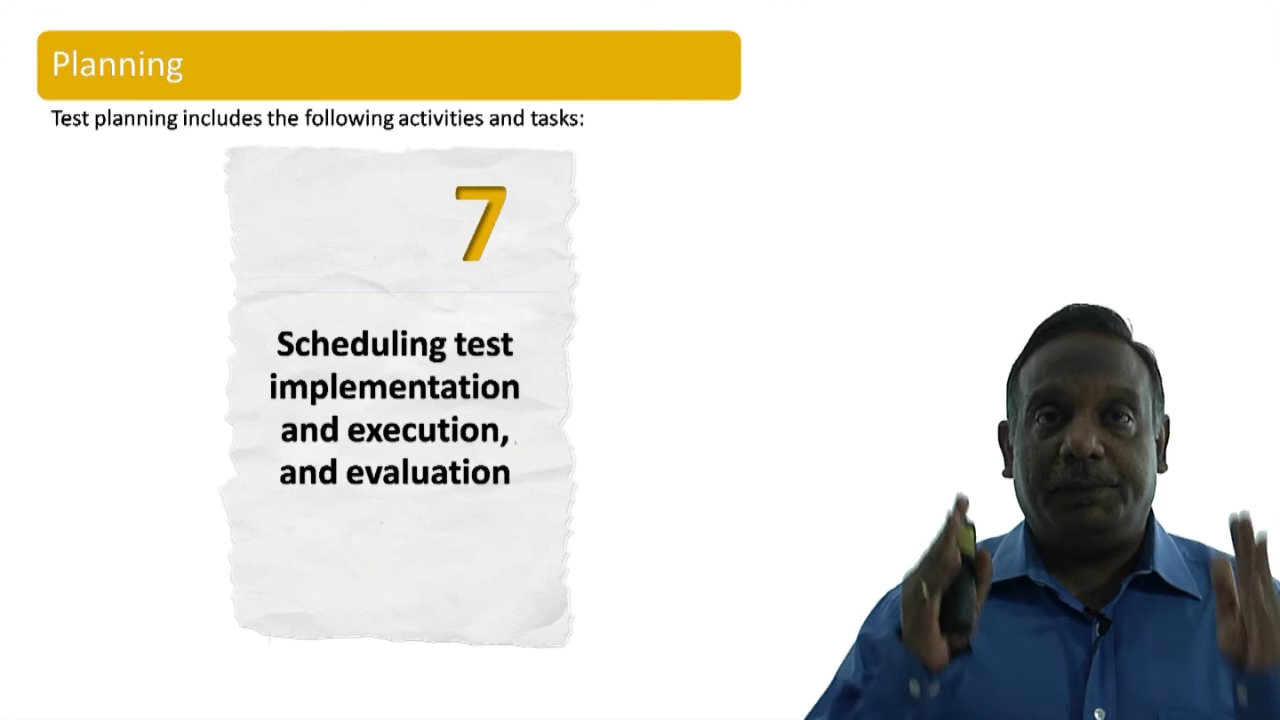 Planning
Test planning includes the following activities and tasks:
7
Scheduling test
implementation
and execution,
and evaluation